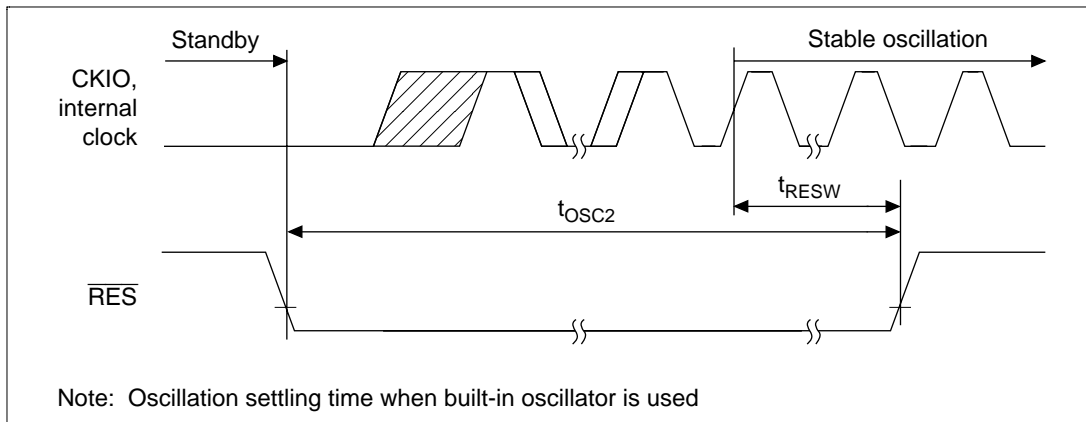 Standby
Stable oscillation
CKIO,
internal
clock
tRESW
tOSC2
RES
Note: Oscillation settling time when built-in oscillator is used